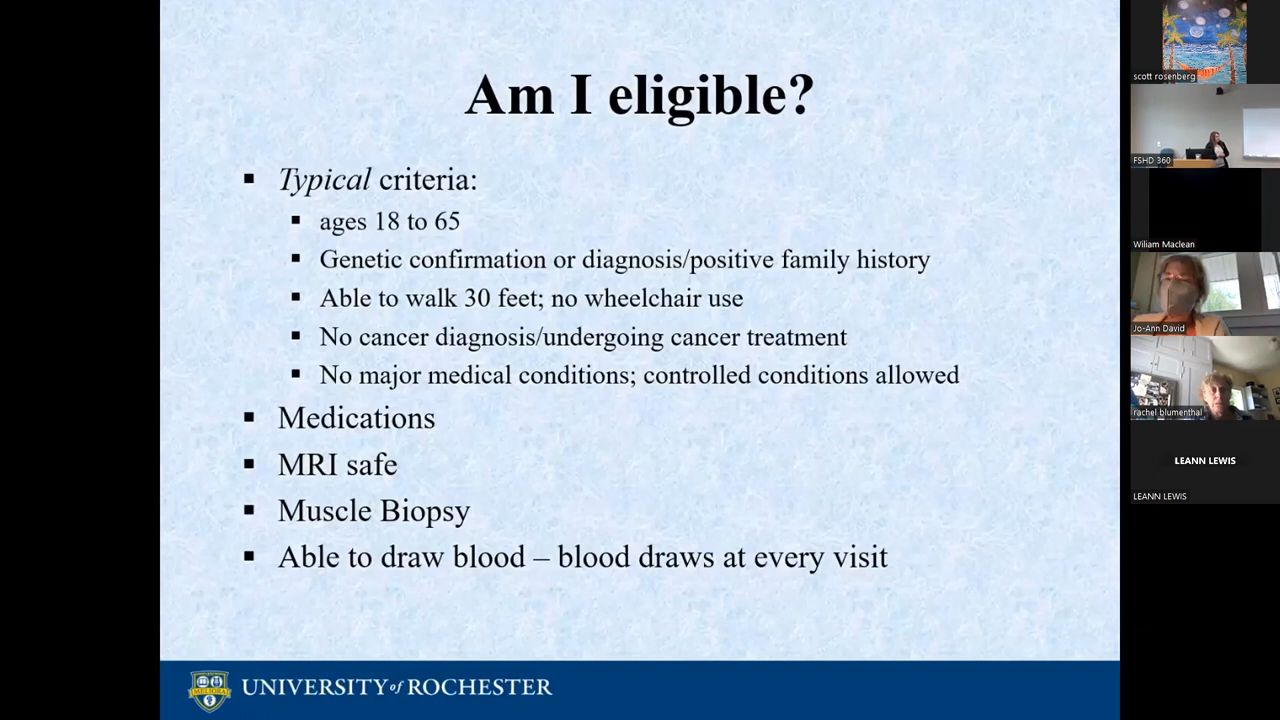 Am I eligible?
Typical criteria:
ages 18 to 65
Genetic confirmation or diagnosis/positive family history
Able to walk 30 feet; no wheelchair use
No cancer diagnosis/undergoing cancer treatment
No major medical conditions; controlled conditions allowed
Medications
MRI safe
Muscle Biopsy
Able to draw blood – blood draws at every visit
MELIORA
UNIVERSITY of ROCHESTER
scott rosenberg
FSHD 360
Wiliam Maclean
Jo-Ann David
rachel blumenthal
LEANN LEWIS
LEANN LEWIS